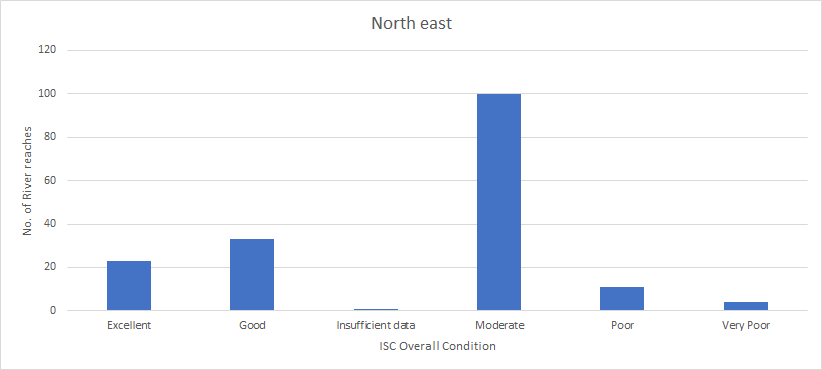 North east
120
100
80
60
40
20
0
No. of River reaches
Excellent Good Insufficient data Moderate Poor Very Poor
ISC Overall Condition